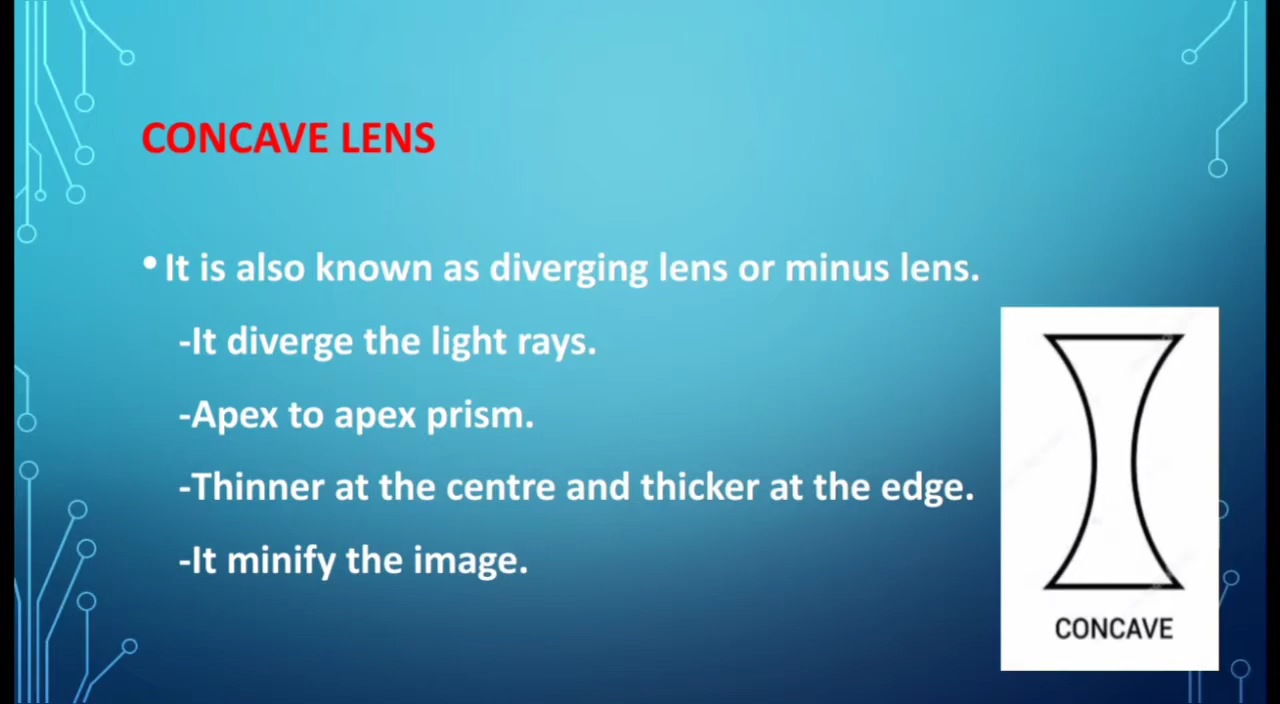 CONCAVE LENS
• It is also known as diverging lens or minus lens.
-It diverge the light rays.
-Apex to apex prism.
-Thinner at the centre and thicker at the edge.
-It minify the image.
CONCAVE